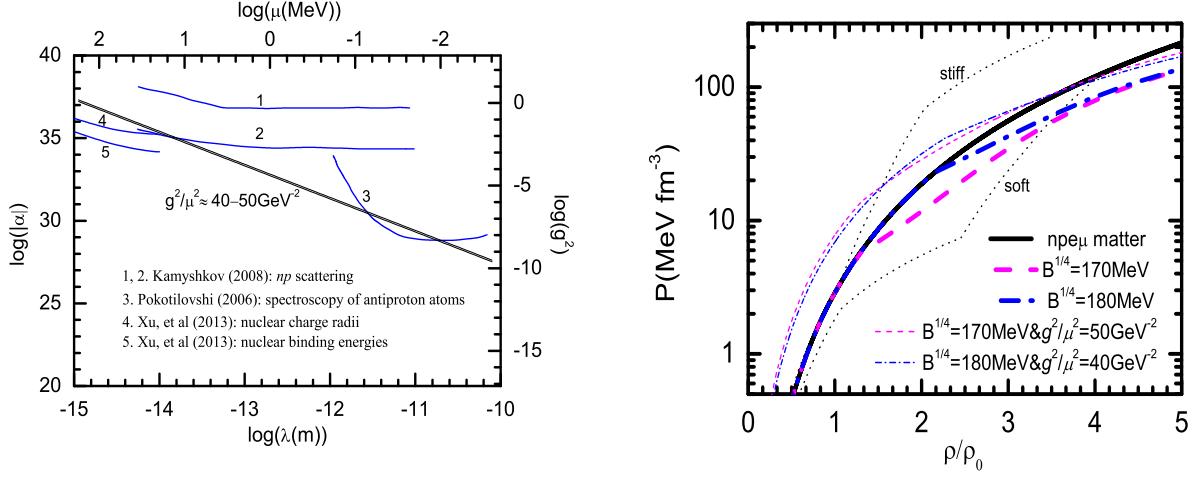 log(μ(MeV))
2 1 0 -1 -2
40
35
30
25
20
log(|α|)
0
-5
-10
-15
log(g²)
1
2
3
4
5
g²/μ²≈ 40–50GeV⁻²
1, 2. Kamyshkov (2008): np scattering
3. Pokotilovshi (2006): spectroscopy of antiproton atoms
4. Xu, et al (2013): nuclear charge radii
5. Xu, et al (2013): nuclear binding energies
-15 -14 -13 -12 -11 -10
log(λ(m))
P(MeV fm⁻³)
100
10
1
stiff
soft
npeμ matter
B¹/⁴=170MeV
B¹/⁴=180MeV
B¹/⁴=170MeV&g²/μ²=50GeV⁻²
B¹/⁴=180MeV&g²/μ²=40GeV⁻²
0 1 2 3 4 5
ρ/ρ₀